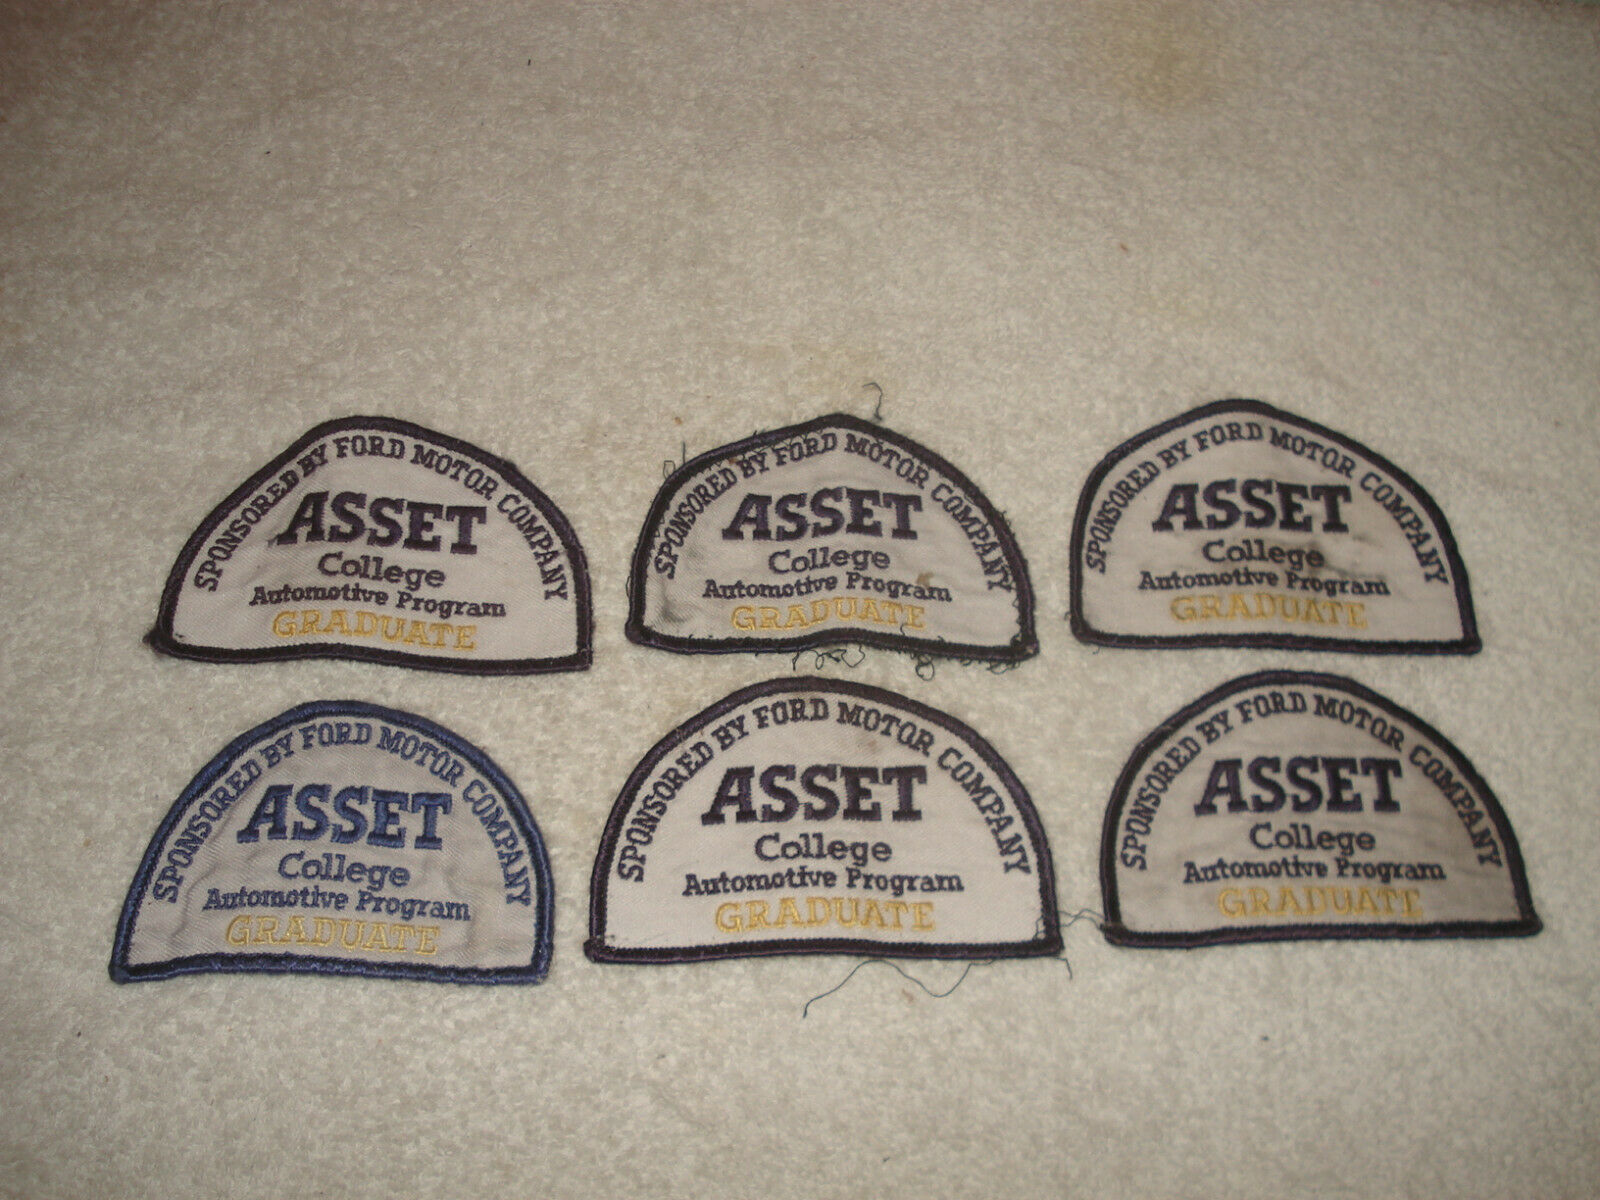 SPONSORED BY FORD MOTOR COMPANY
ASSET
College
Automotive Program
GRADUATE
SPONSORED BY FORD MOTOR COMPANY
ASSET
College
Automotive Program
GRADUATE
SPONSORED BY FORD MOTOR COMPANY
ASSET
College
Automotive Program
GRADUATE
SPONSORED BY FORD MOTOR COMPANY
ASSET
College
Automotive Program
GRADUATE
SPONSORED BY FORD MOTOR COMPANY
ASSET
College
Automotive Program
GRADUATE
SPONSORED BY FORD MOTOR COMPANY
ASSET
College
Automotive Program
GRADUATE